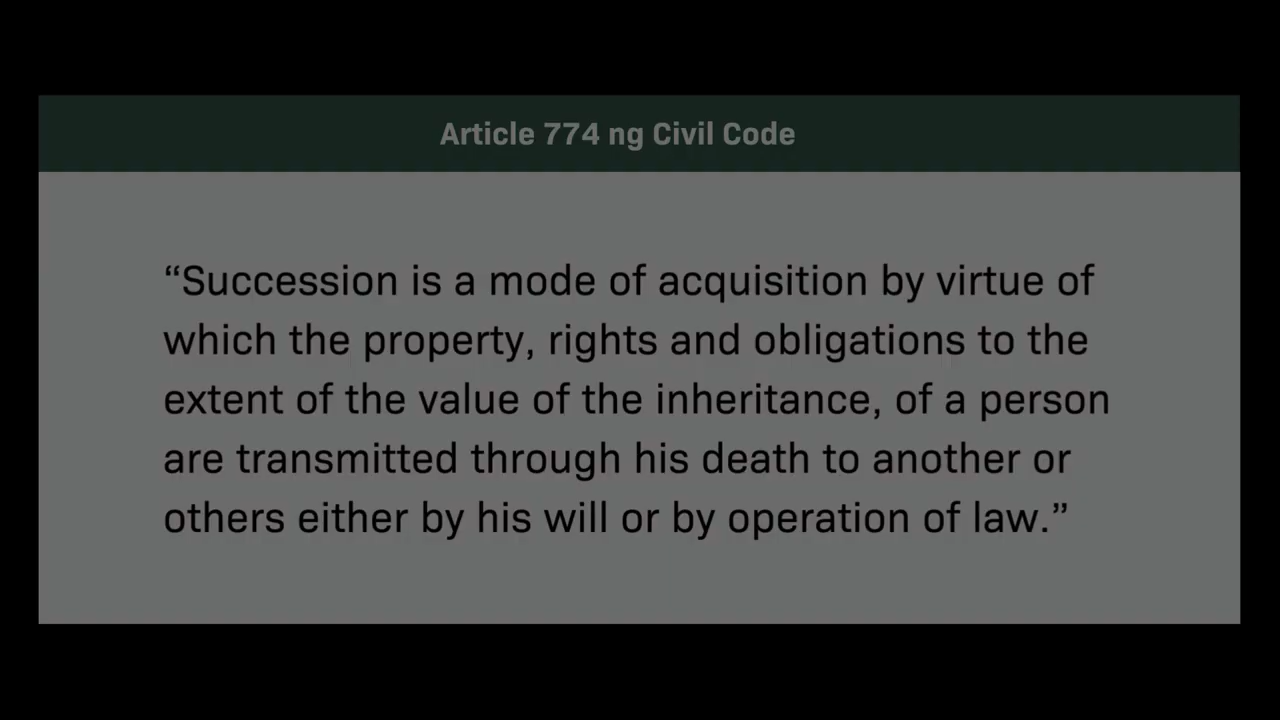 Article 774 ng Civil Code
“Succession is a mode of acquisition by virtue of
which the property, rights and obligations to the
extent of the value of the inheritance, of a person
are transmitted through his death to another or
others either by his will or by operation of law.”